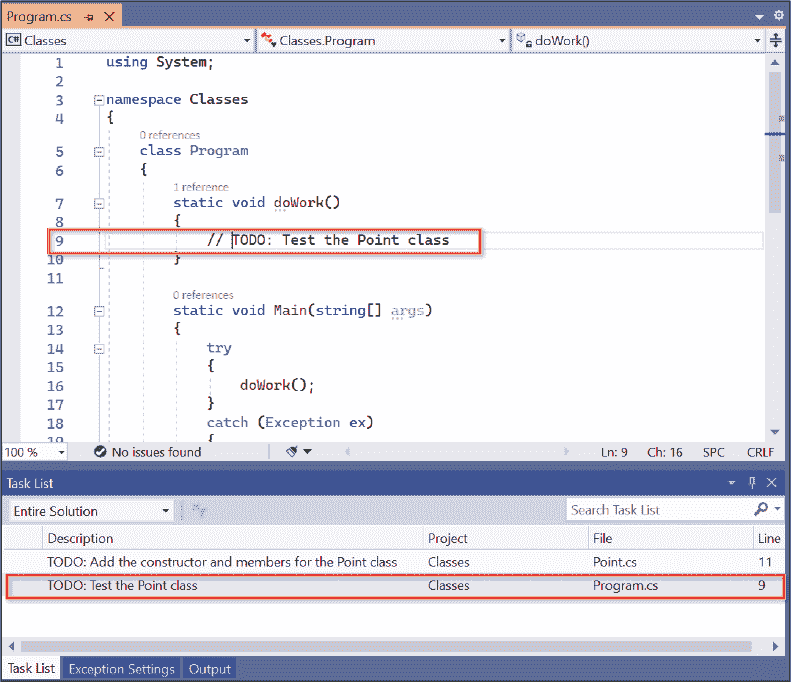 Program.cs
C# Classes Classes.Program doWork()
1 using System;
2
3 namespace Classes
4 {
0 references
5 class Program
6 {
1 reference
7 static void doWork()
8 {
9 // TODO: Test the Point class
10 }
11
0 references
12 static void Main(string[] args)
13 {
14 try
15 {
16 doWork();
17 }
18 catch (Exception ex)
19 {
100 % No issues found Ln: 9 Ch: 16 SPC CRLF
Task List
Entire Solution Search Task List
Description Project File Line
TODO: Add the constructor and members for the Point class Classes Point.cs 11
TODO: Test the Point class Classes Program.cs 9
Task List Exception Settings Output